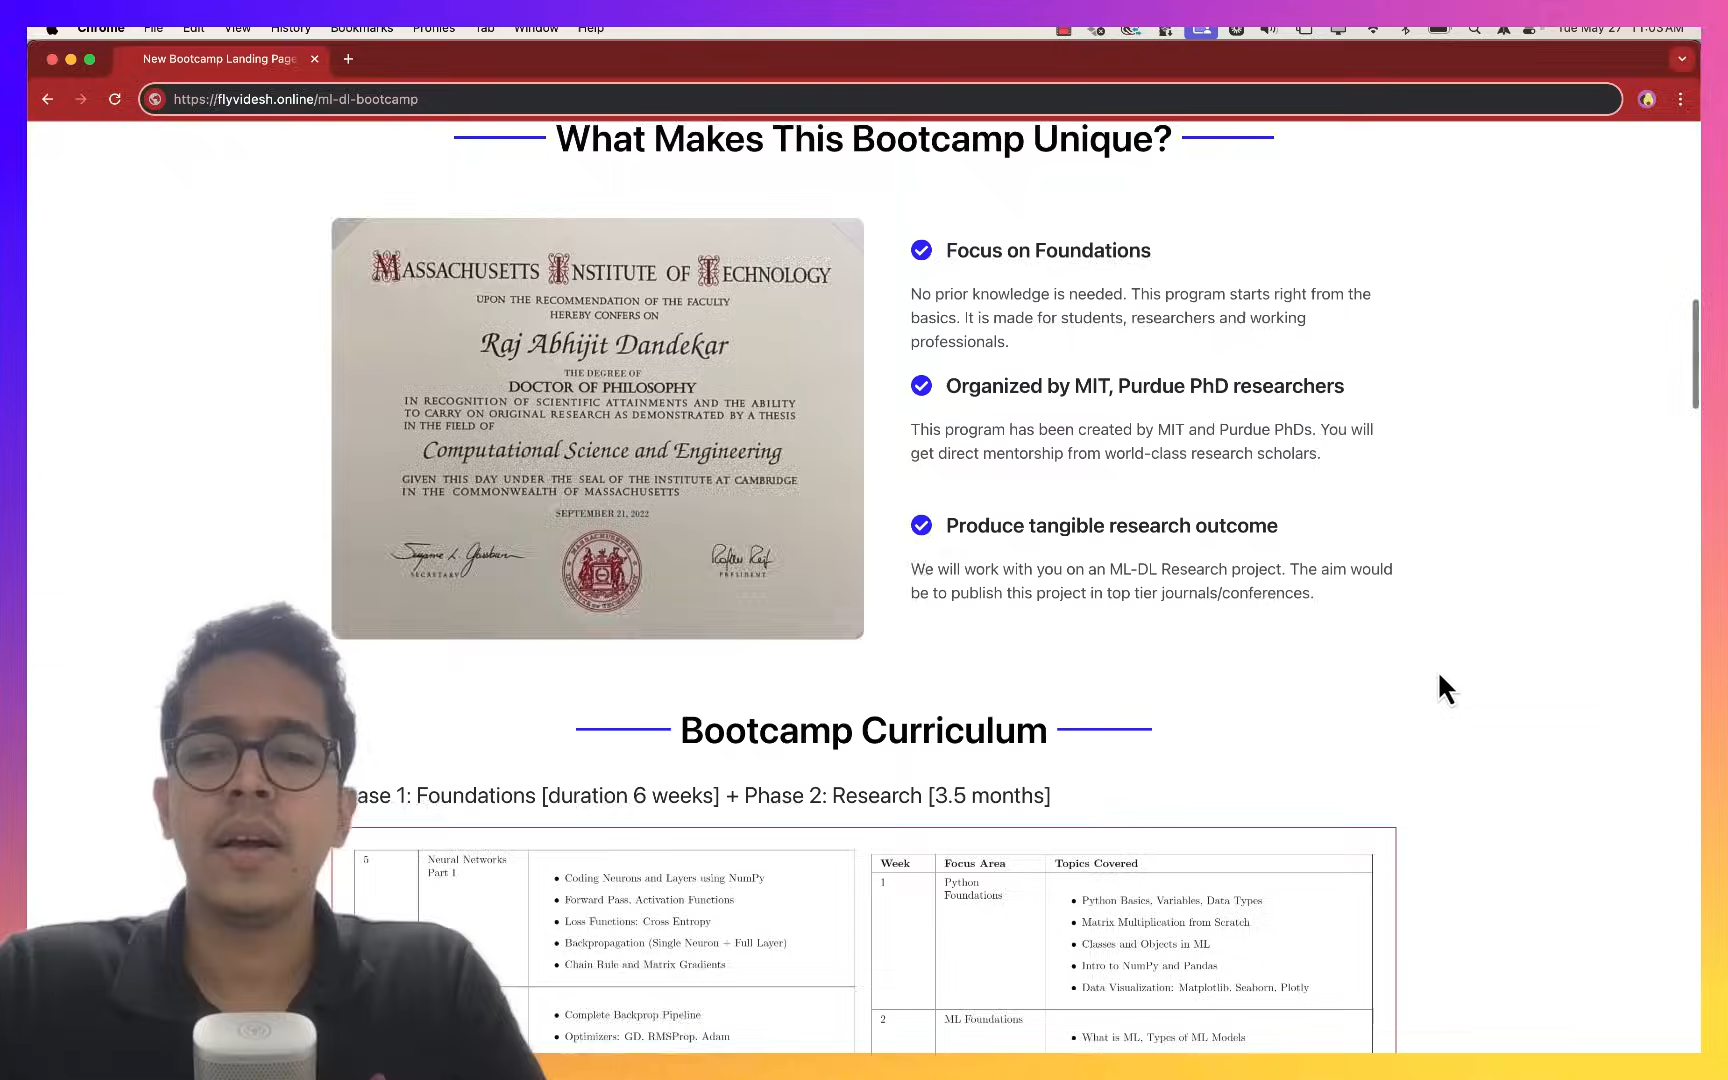 Chrome File Edit View History Bookmarks Profiles Tab Window Help Tue May 27 11:03 AM
New Bootcamp Landing Page
https://flyvidesh.online/ml-dl-bootcamp
What Makes This Bootcamp Unique?
MASSACHUSETTS INSTITUTE OF TECHNOLOGY
UPON THE RECOMMENDATION OF THE FACULTY
HEREBY CONFERS ON
Raj Abhijit Dandekar
THE DEGREE OF
DOCTOR OF PHILOSOPHY
IN RECOGNITION OF SCIENTIFIC ATTAINMENTS AND THE ABILITY
TO CARRY ON ORIGINAL RESEARCH AS DEMONSTRATED BY A THESIS
IN THE FIELD OF
Computational Science and Engineering
GIVEN THIS DAY UNDER THE SEAL OF THE INSTITUTE AT CAMBRIDGE
IN THE COMMONWEALTH OF MASSACHUSETTS
SEPTEMBER 21, 2022
SECRETARY
PRESIDENT
Focus on Foundations
No prior knowledge is needed. This program starts right from the
basics. It is made for students, researchers and working
professionals.
Organized by MIT, Purdue PhD researchers
This program has been created by MIT and Purdue PhDs. You will
get direct mentorship from world-class research scholars.
Produce tangible research outcome
We will work with you on an ML-DL Research project. The aim would
be to publish this project in top tier journals/conferences.
Bootcamp Curriculum
ase 1: Foundations [duration 6 weeks] + Phase 2: Research [3.5 months]
5
Neural Networks
Part 1
• Coding Neurons and Layers using NumPy
• Forward Pass, Activation Functions
• Loss Functions: Cross Entropy
• Backpropagation (Single Neuron + Full Layer)
• Chain Rule and Matrix Gradients
• Complete Backprop Pipeline
• Optimizers: GD, RMSProp, Adam
Week Focus Area Topics Covered
1
Python
Foundations
• Python Basics, Variables, Data Types
• Matrix Multiplication from Scratch
• Classes and Objects in ML
• Intro to NumPy and Pandas
• Data Visualization: Matplotlib, Seaborn, Plotly
2
ML Foundations
• What is ML, Types of ML Models